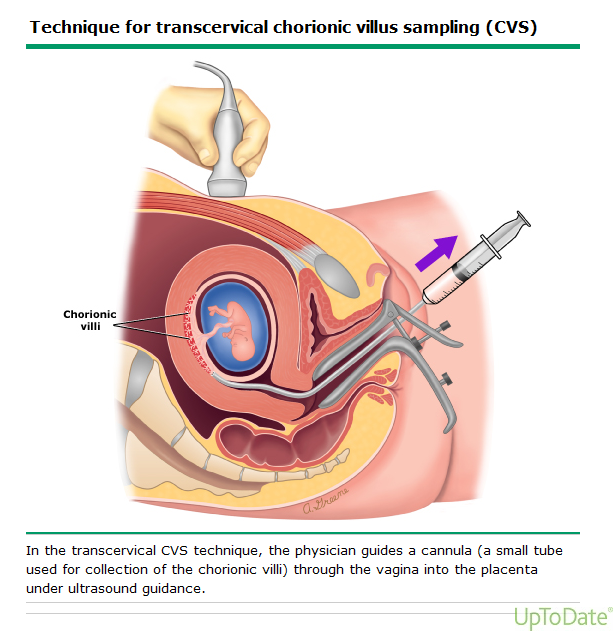 Technique for transcervical chorionic villus sampling (CVS)
Chorionic
villi
A.Greene
In the transcervical CVS technique, the physician guides a cannula (a small tube
used for collection of the chorionic villi) through the vagina into the placenta
under ultrasound guidance.
UpToDate®